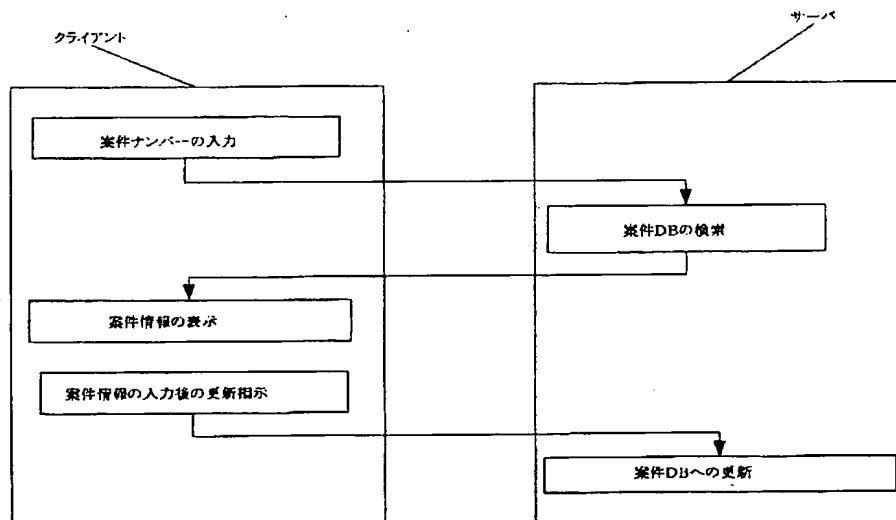 クライアント
サーバ
案件ナンバーの入力
案件DBの検索
案件情報の表示
案件情報の入力後の更新指示
案件DBへの更新